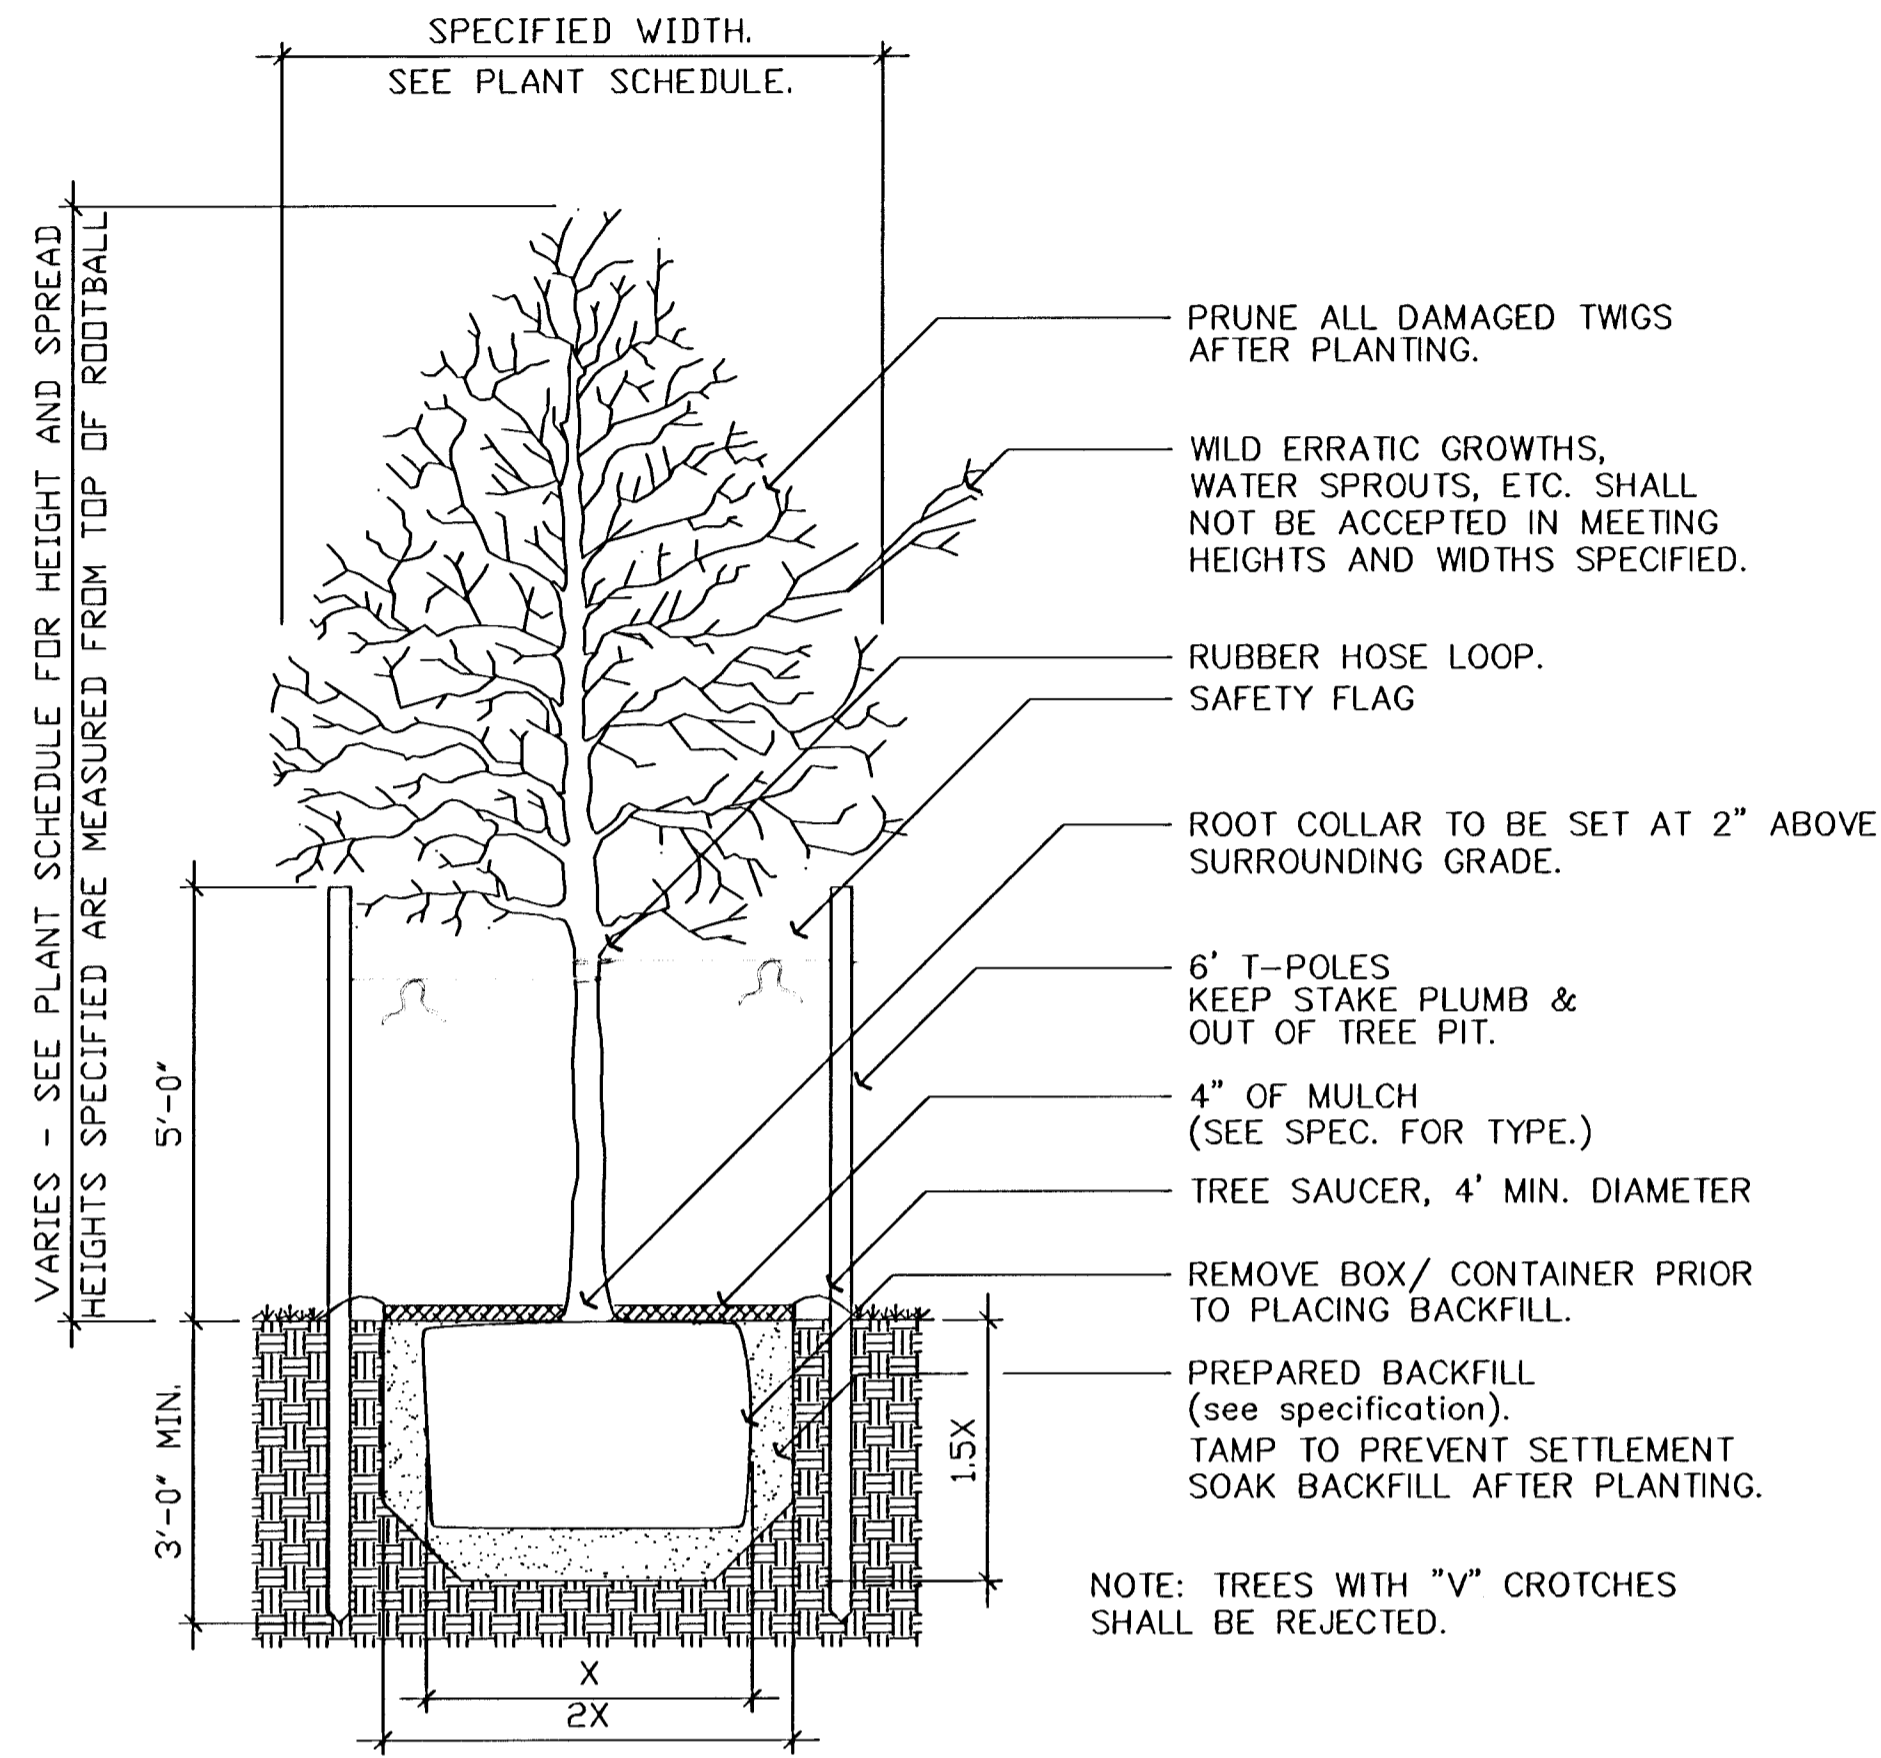 SPECIFIED WIDTH.
SEE PLANT SCHEDULE.
VARIES - SEE PLANT SCHEDULE FOR HEIGHT AND SPREAD
HEIGHTS SPECIFIED ARE MEASURED FROM TOP OF ROOTBALL
PRUNE ALL DAMAGED TWIGS
AFTER PLANTING.
WILD ERRATIC GROWTHS,
WATER SPROUTS, ETC. SHALL
NOT BE ACCEPTED IN MEETING
HEIGHTS AND WIDTHS SPECIFIED.
RUBBER HOSE LOOP.
SAFETY FLAG
ROOT COLLAR TO BE SET AT 2" ABOVE
SURROUNDING GRADE.
6' T-POLES
KEEP STAKE PLUMB &
OUT OF TREE PIT.
4" OF MULCH
(SEE SPEC. FOR TYPE.)
TREE SAUCER, 4' MIN. DIAMETER
REMOVE BOX/ CONTAINER PRIOR
TO PLACING BACKFILL.
PREPARED BACKFILL
(see specification).
TAMP TO PREVENT SETTLEMENT
SOAK BACKFILL AFTER PLANTING.
NOTE: TREES WITH "V" CROTCHES
SHALL BE REJECTED.
5'-0"
3'-0" MIN.
1.5X
X
2X